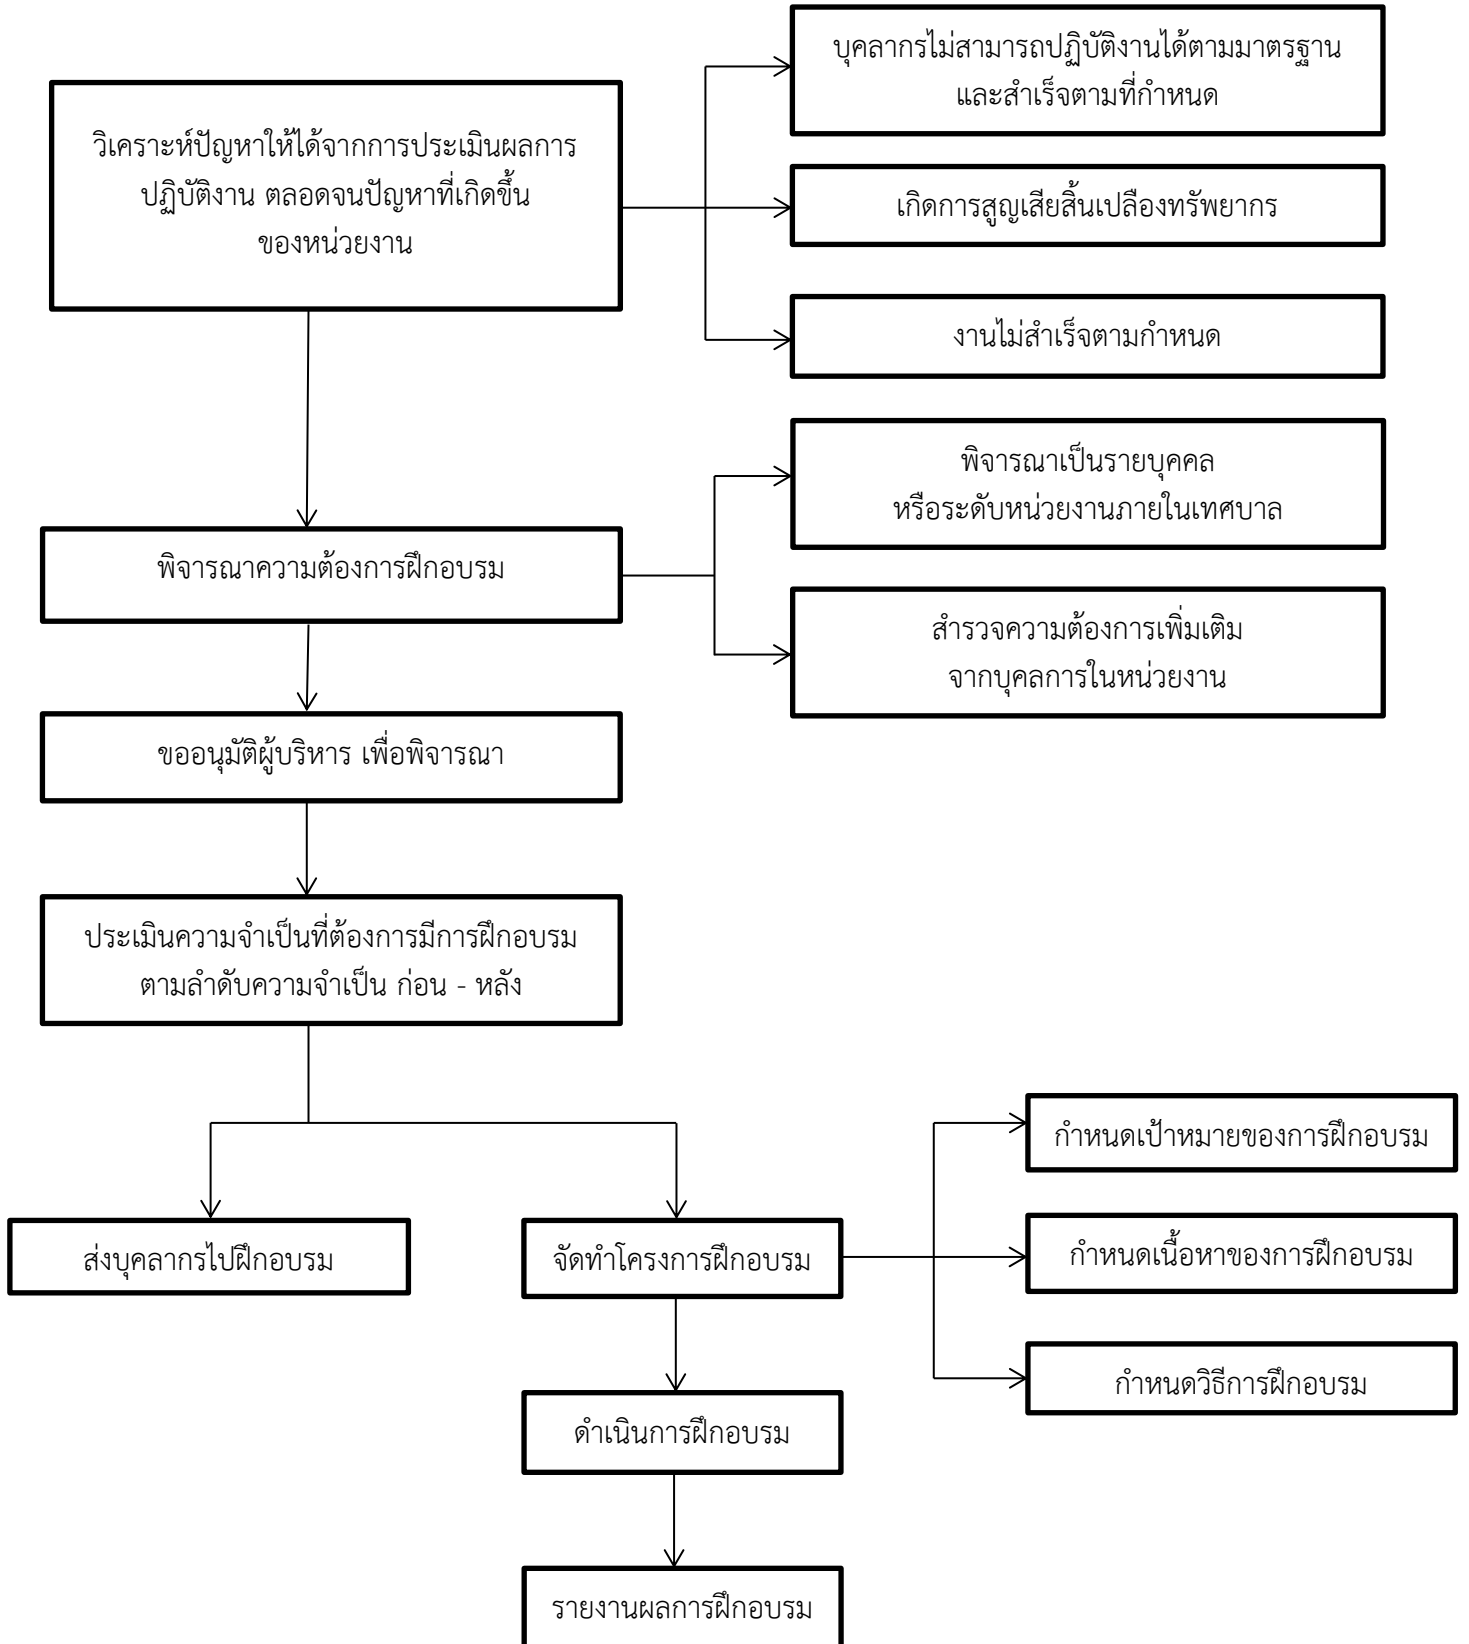 บุคลากรไม่สามารถปฏิบัติงานได้ตามมาตรฐาน
และสำเร็จตามที่กำหนด
วิเคราะห์ปัญหาให้ได้จากการประเมินผลการ
ปฏิบัติงาน ตลอดจนปัญหาที่เกิดขึ้น
ของหน่วยงาน
เกิดการสูญเสียสิ้นเปลืองทรัพยากร
งานไม่สำเร็จตามกำหนด
พิจารณาเป็นรายบุคคล
หรือระดับหน่วยงานภายในเทศบาล
พิจารณาความต้องการฝึกอบรม
สำรวจความต้องการเพิ่มเติม
จากบุคลการในหน่วยงาน
ขออนุมัติผู้บริหาร เพื่อพิจารณา
ประเมินความจำเป็นที่ต้องการมีการฝึกอบรม
ตามลำดับความจำเป็น ก่อน - หลัง
กำหนดเป้าหมายของการฝึกอบรม
ส่งบุคลากรไปฝึกอบรม
จัดทำโครงการฝึกอบรม
กำหนดเนื้อหาของการฝึกอบรม
กำหนดวิธีการฝึกอบรม
ดำเนินการฝึกอบรม
รายงานผลการฝึกอบรม